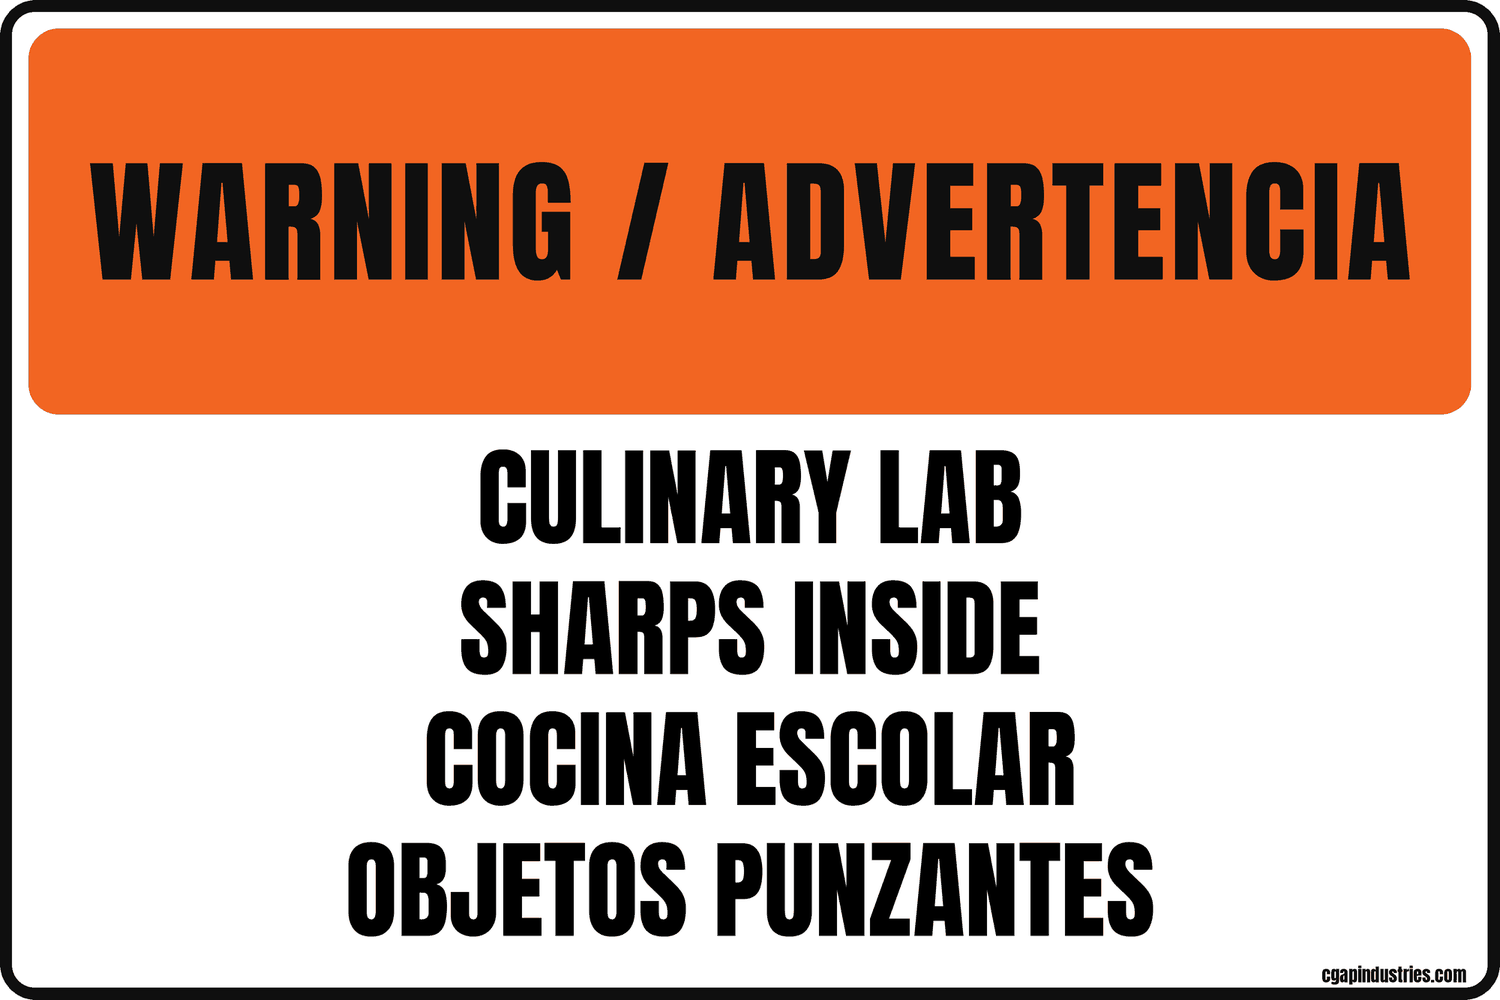 WARNING / ADVERTENCIA
CULINARY LAB
SHARPS INSIDE
COCINA ESCOLAR
OBJETOS PUNZANTES
cgapindustries.com